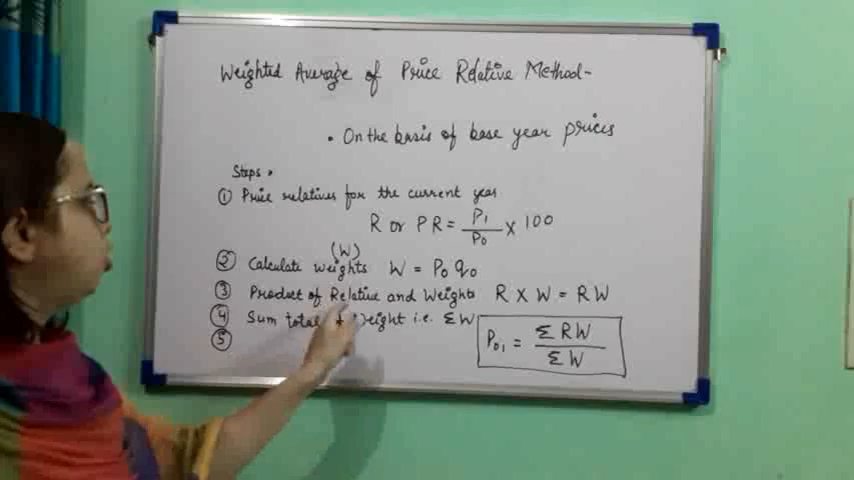 Weighted Average of Price Relative Method-
• On the basis of base year prices
Steps •
① Price relatives for the current year
R or PR = P₁/P₀ × 100
(W)
② Calculate weights W = P₀ q₀
③ Product of Relative and Weights R X W = RW
④ Sum total Weight i.e. ΣW
⑤
P₀₁ = ΣRW / ΣW